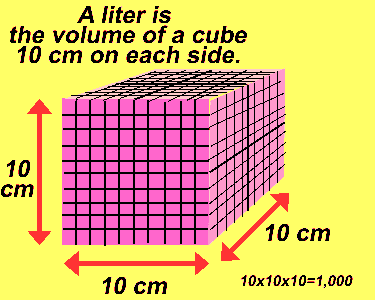 A liter is
the volume of a cube
10 cm on each side.
10
cm
10 cm
10 cm
10x10x10=1,000